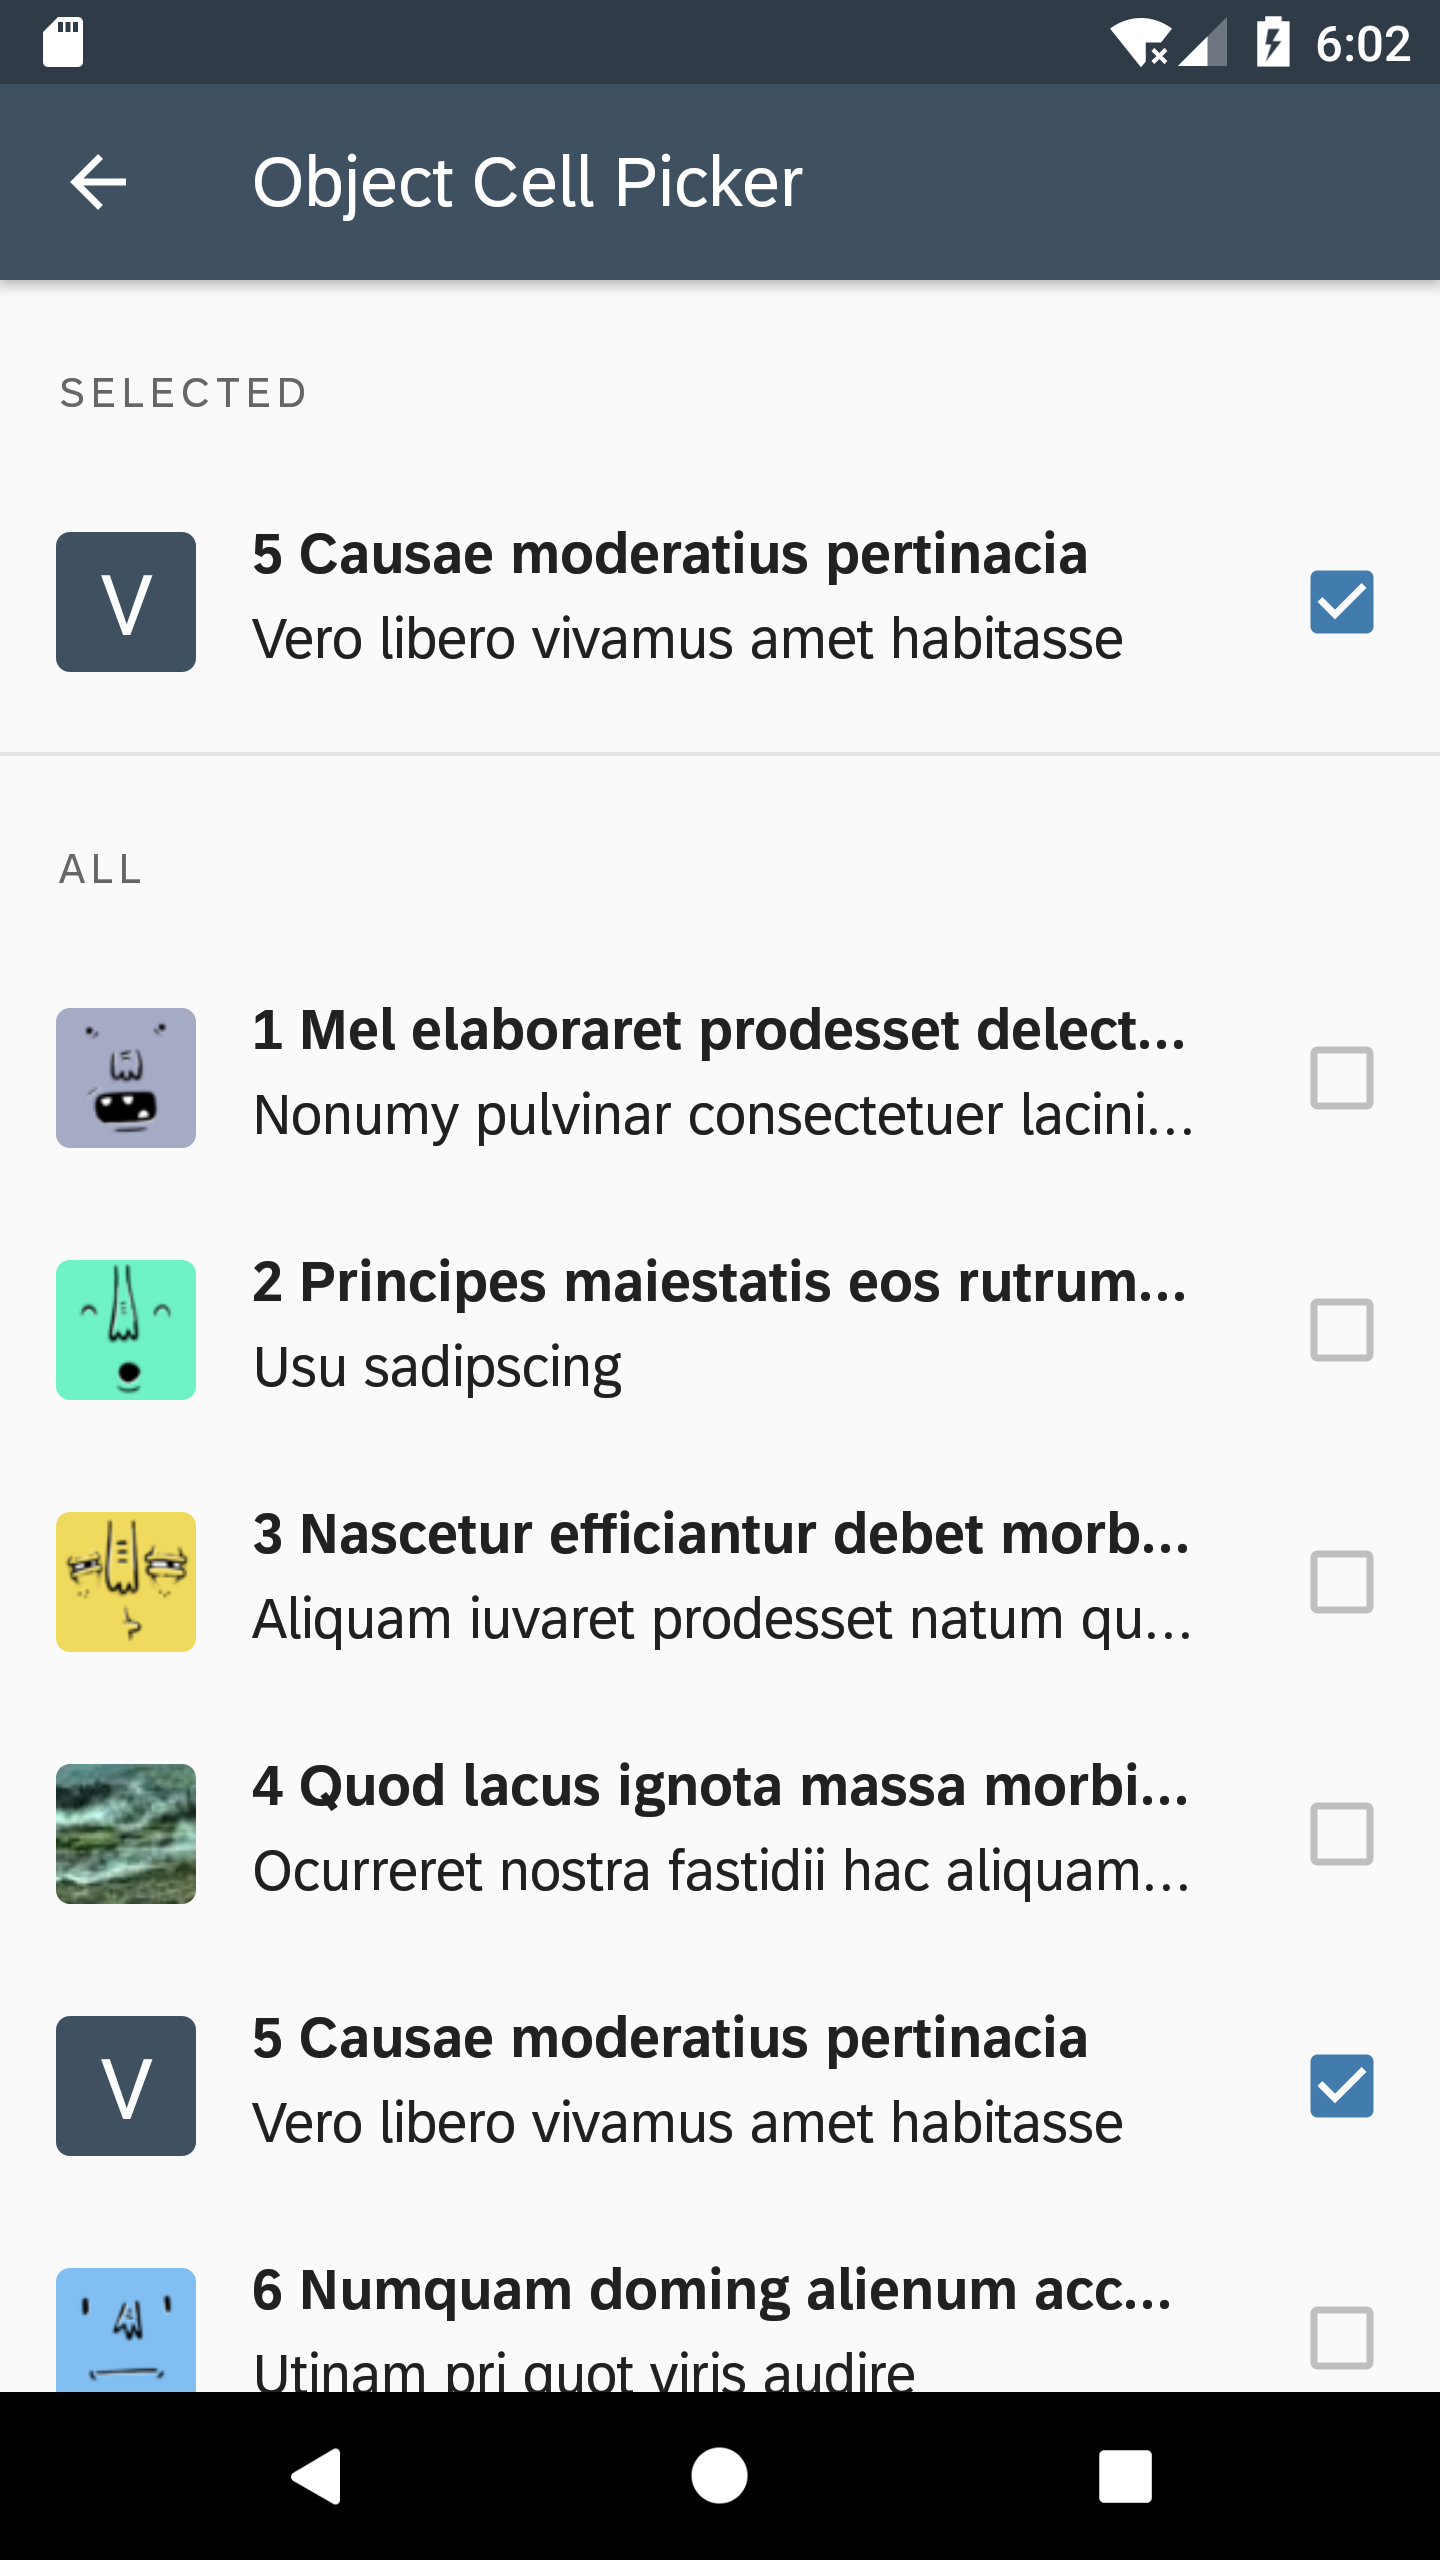 6:02
Object Cell Picker
SELECTED
V
5 Causae moderatius pertinacia
Vero libero vivamus amet habitasse
ALL
1 Mel elaboraret prodesset delect...
Nonumy pulvinar consectetuer lacini...
2 Principes maiestatis eos rutrum...
Usu sadipscing
3 Nascetur efficiantur debet morb...
Aliquam iuvaret prodesset natum qu...
4 Quod lacus ignota massa morbi...
Ocurreret nostra fastidii hac aliquam...
V
5 Causae moderatius pertinacia
Vero libero vivamus amet habitasse
6 Numquam doming alienum acc...
Utinam pri quot viris audire